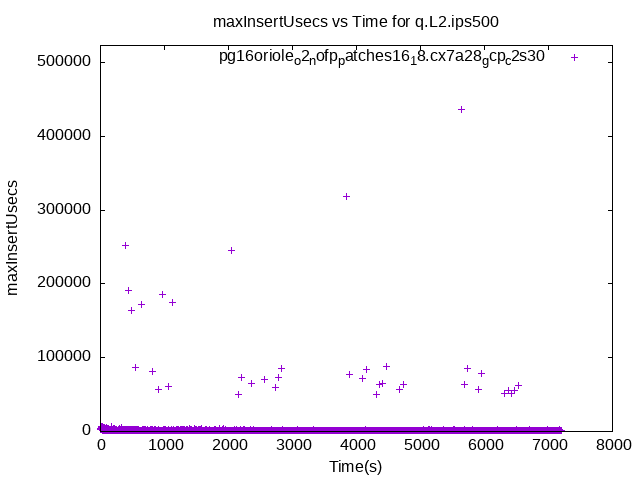 maxInsertUsecs vs Time for q.L2.ips500
pg16oriole_o2_nofp_patches16_18.cx7a28_gcp_c2s30
500000
400000
300000
200000
100000
0
maxInsertUsecs
0 1000 2000 3000 4000 5000 6000 7000 8000
Time(s)